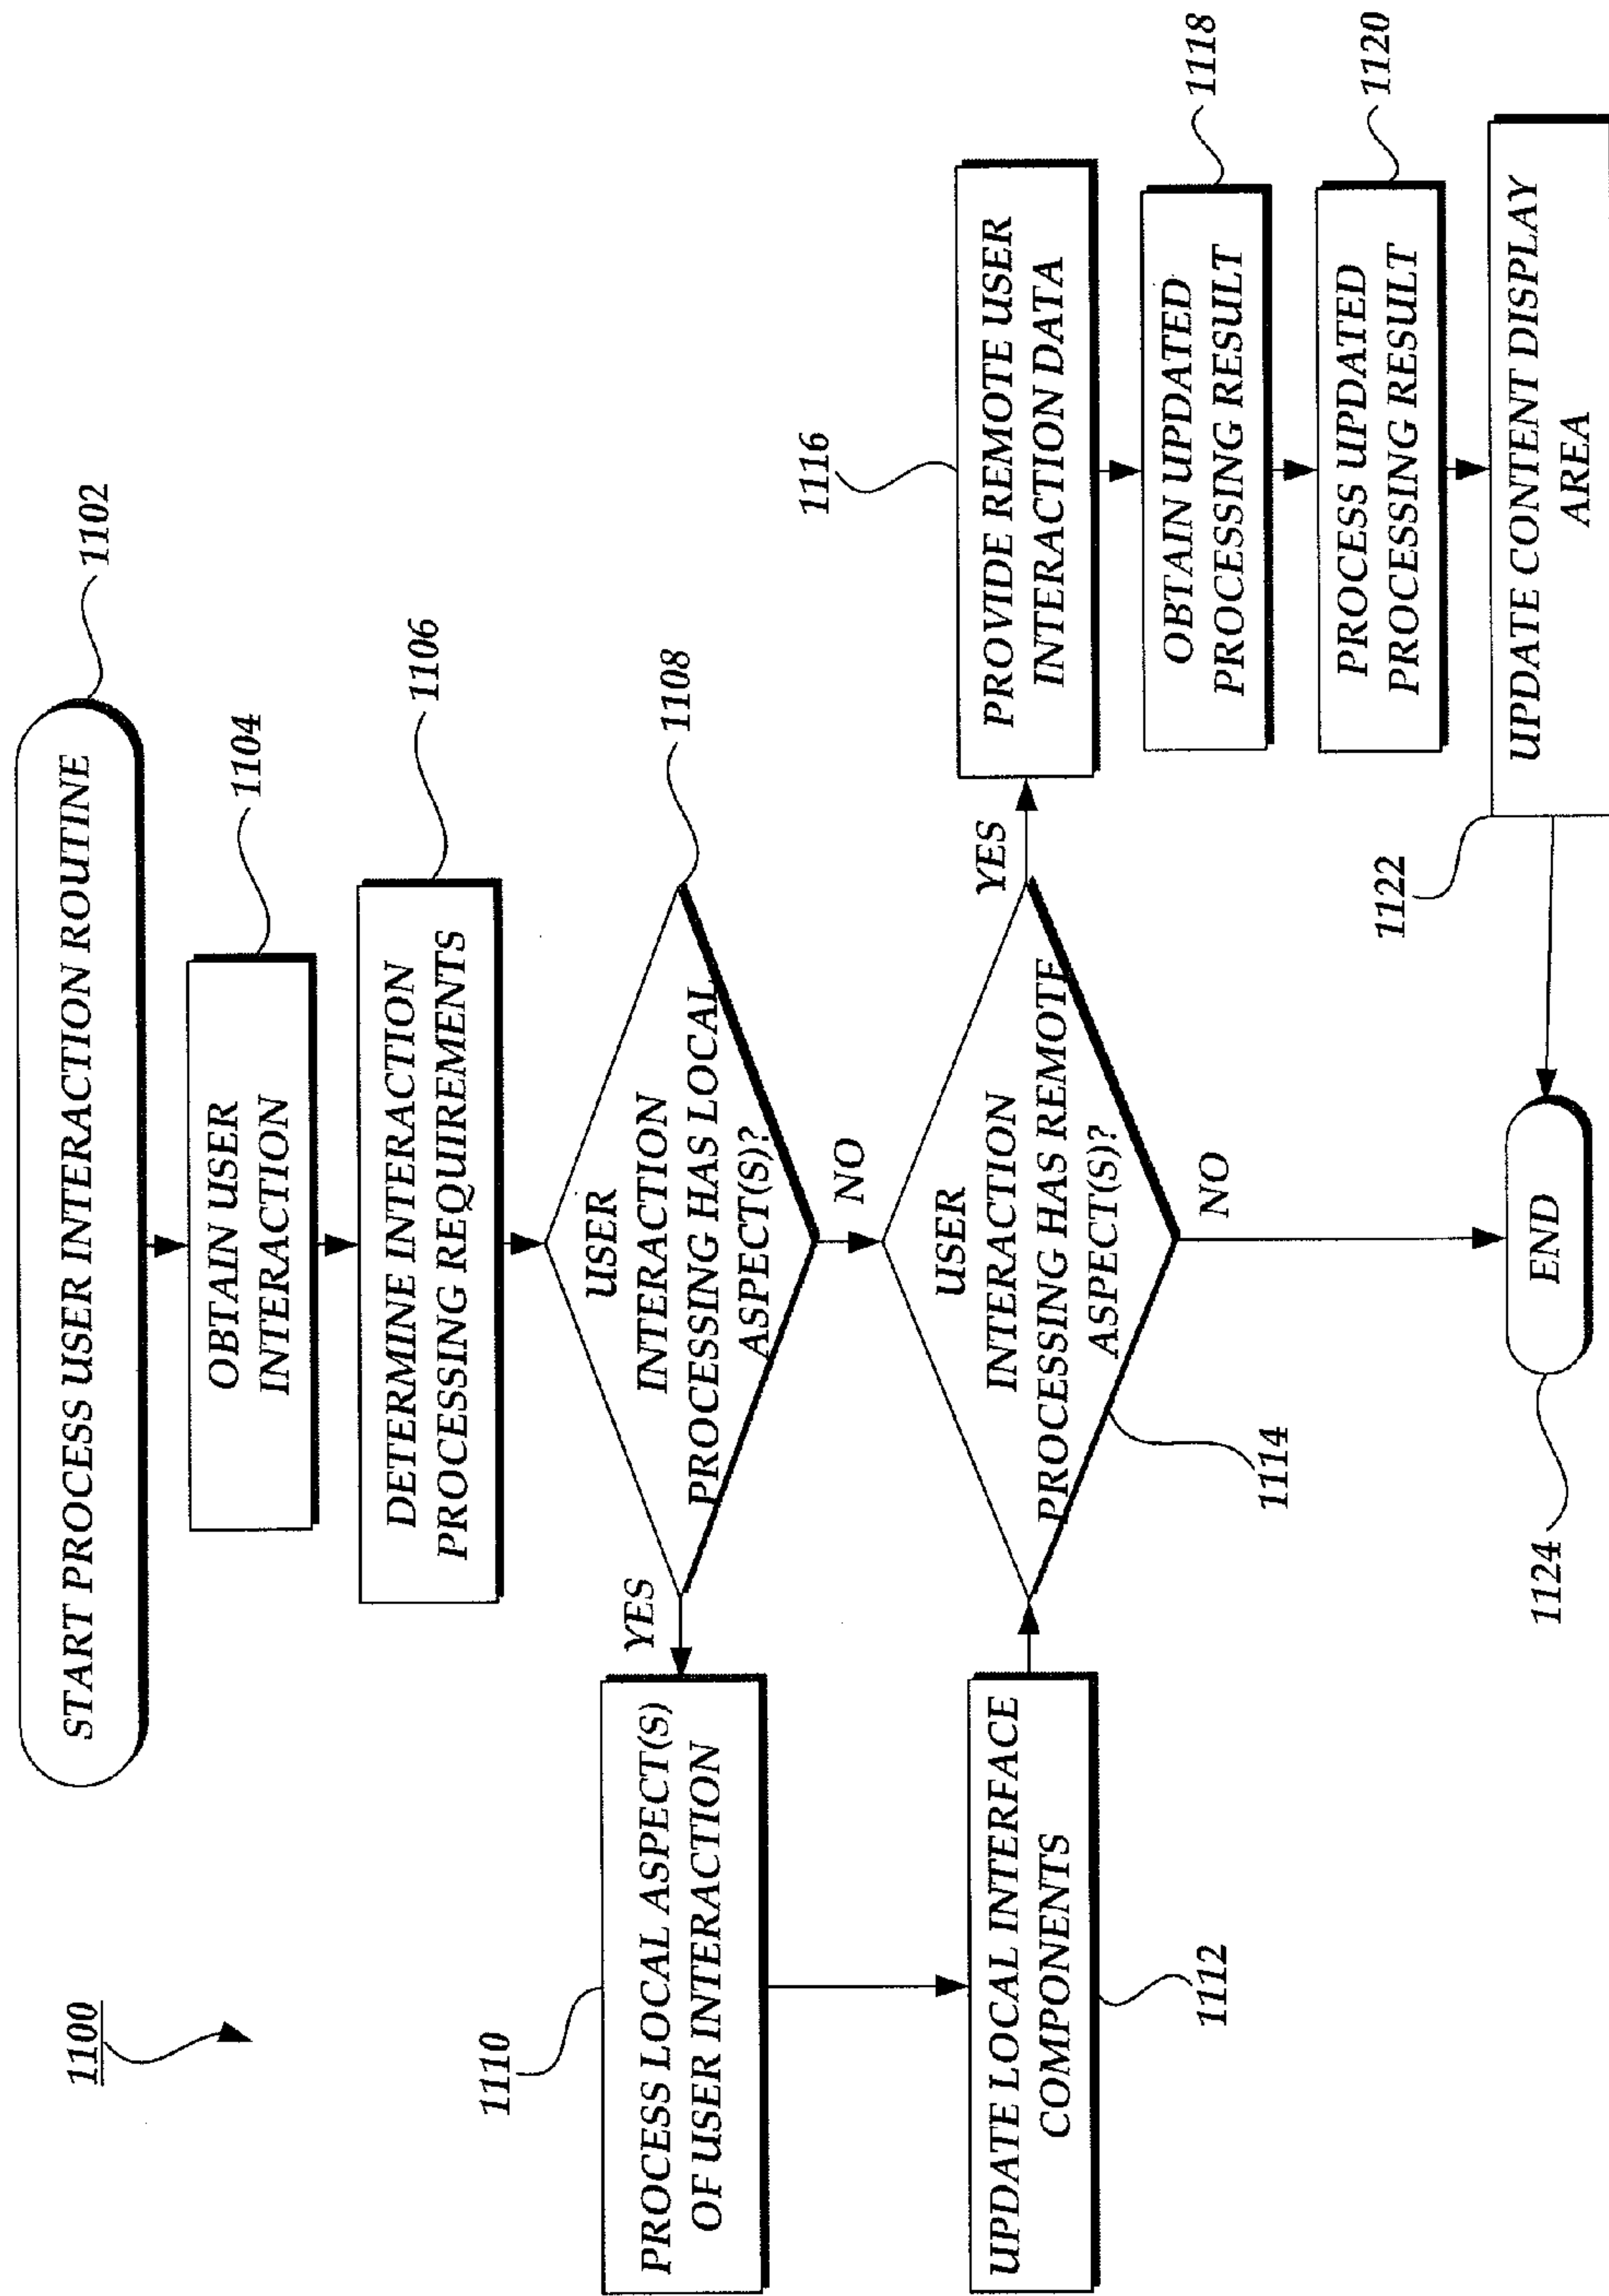 1100
START PROCESS USER INTERACTION ROUTINE
1102
OBTAIN USER
INTERACTION
1104
DETERMINE INTERACTION
PROCESSING REQUIREMENTS
1106
USER
INTERACTION
PROCESSING HAS LOCAL
ASPECT(S)?
1108
YES
NO
1110
PROCESS LOCAL ASPECT(S)
OF USER INTERACTION
UPDATE LOCAL INTERFACE
COMPONENTS
1112
USER
INTERACTION
PROCESSING HAS REMOTE
ASPECT(S)?
1114
YES
NO
1116
PROVIDE REMOTE USER
INTERACTION DATA
OBTAIN UPDATED
PROCESSING RESULT
1118
PROCESS UPDATED
PROCESSING RESULT
1120
UPDATE CONTENT DISPLAY
AREA
1122
END
1124